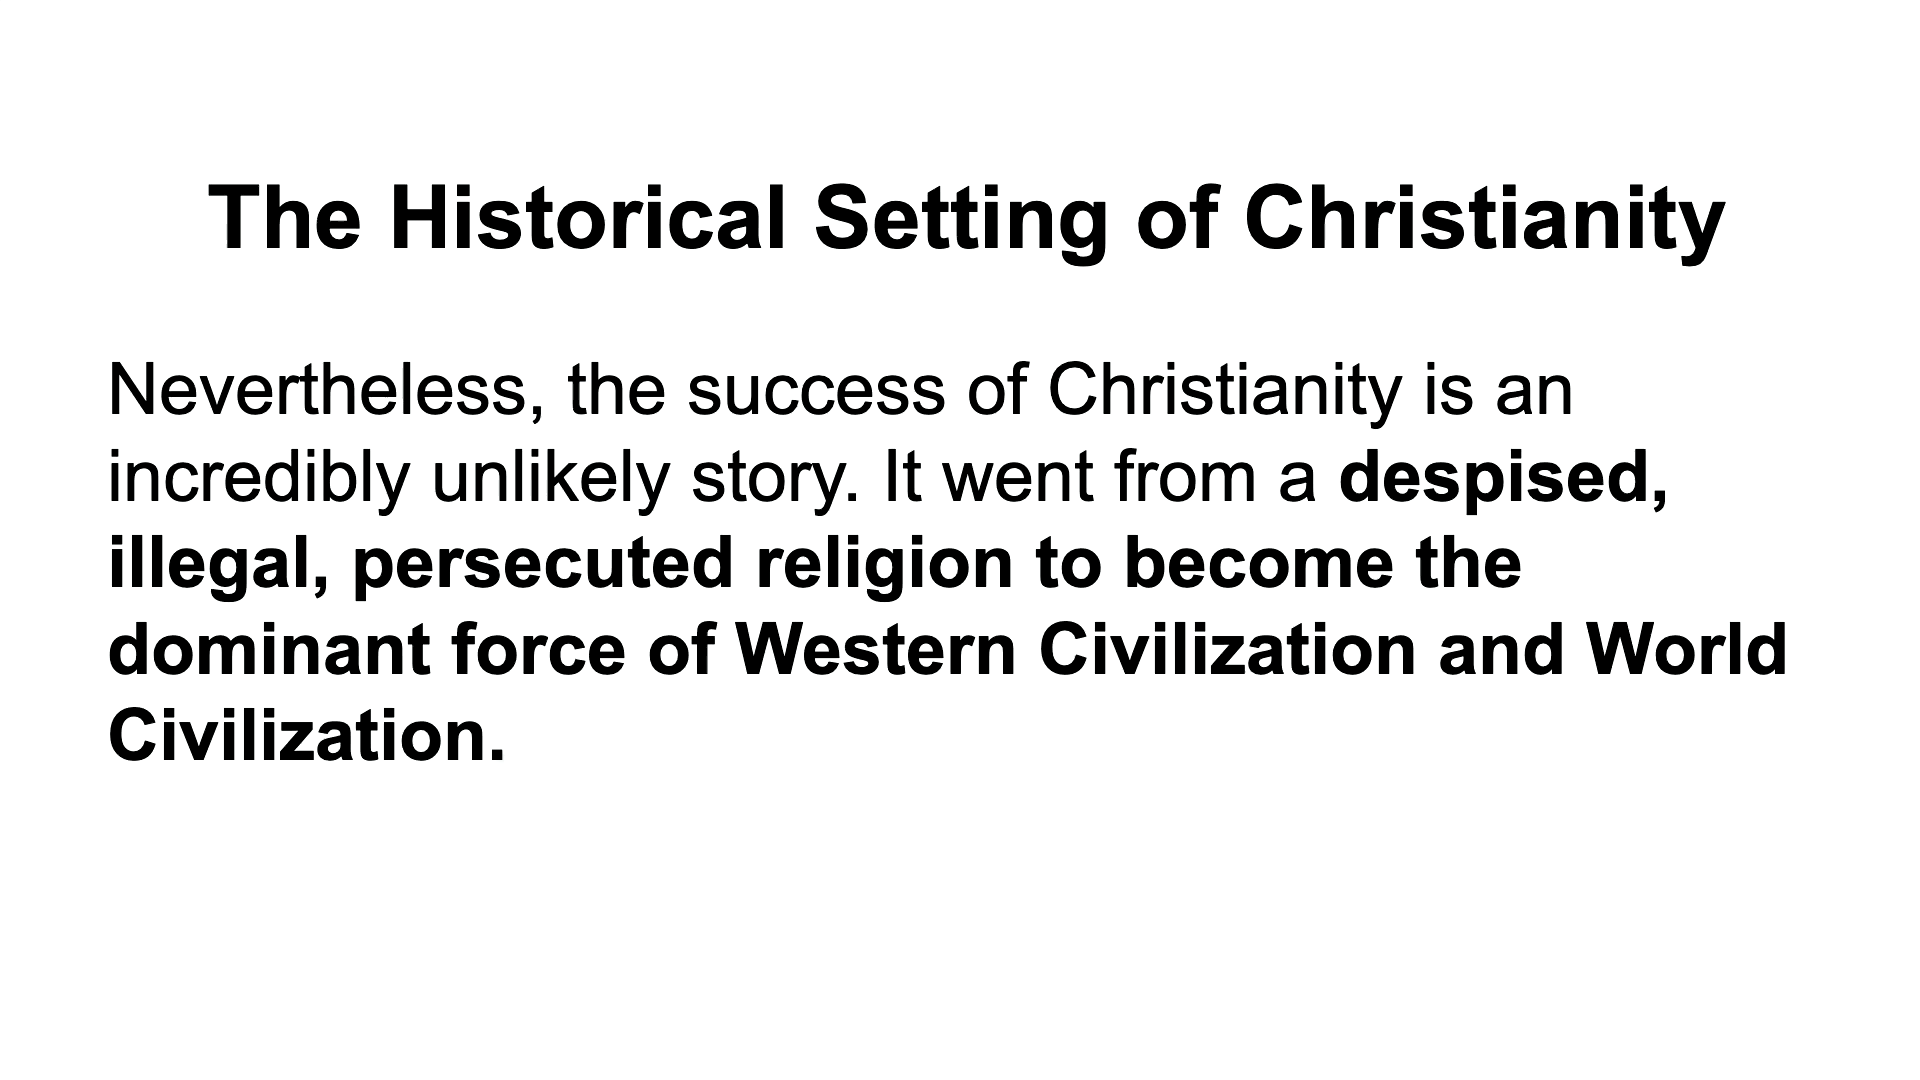 The Historical Setting of Christianity
Nevertheless, the success of Christianity is an
incredibly unlikely story. It went from a despised,
illegal, persecuted religion to become the
dominant force of Western Civilization and World
Civilization.